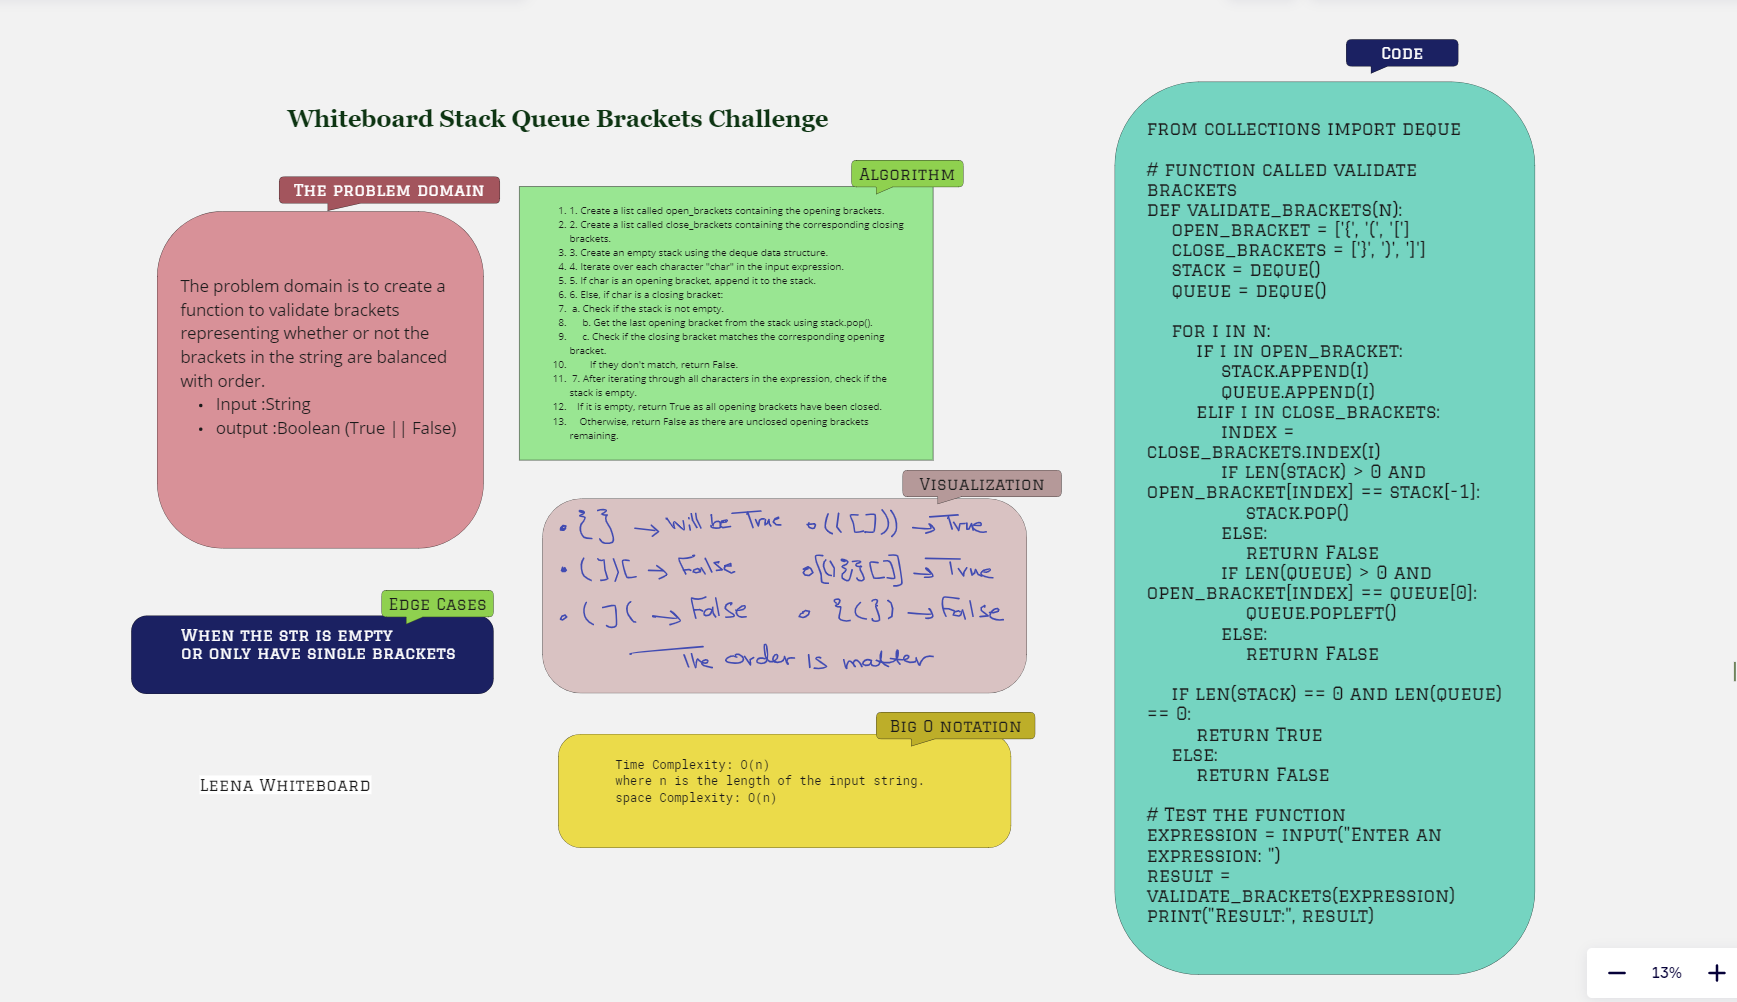 Whiteboard Stack Queue Brackets Challenge
The problem domain
The problem domain is to create a
function to validate brackets
representing whether or not the
brackets in the string are balanced
with order.
• Input :String
• output :Boolean (True || False)
Algorithm
1. 1. Create a list called open_brackets containing the opening brackets.
2. 2. Create a list called close_brackets containing the corresponding closing
brackets.
3. 3. Create an empty stack using the deque data structure.
4. 4. Iterate over each character "char" in the input expression.
5. 5. If char is an opening bracket, append it to the stack.
6. 6. Else, if char is a closing bracket:
7. a. Check if the stack is not empty.
8. b. Get the last opening bracket from the stack using stack.pop().
9. c. Check if the closing bracket matches the corresponding opening
bracket.
10. If they don't match, return False.
11. 7. After iterating through all characters in the expression, check if the
stack is empty.
12. If it is empty, return True as all opening brackets have been closed.
13. Otherwise, return False as there are unclosed opening brackets
remaining.
Edge Cases
When the str is empty
or only have single brackets
Visualization
• {} → will be True
• (])[ → False
• (]( → False
• (([])) → True
→ True
• {(}) → False
The order is matter
Big O notation
Time Complexity: O(n)
where n is the length of the input string.
space Complexity: O(n)
Leena Whiteboard
Code
from collections import deque
# function called validate
brackets
def validate_brackets(n):
open_bracket = ['{', '(', '[']
close_brackets = ['}', ')', ']']
stack = deque()
queue = deque()
for i in n:
if i in open_bracket:
stack.append(i)
queue.append(i)
elif i in close_brackets:
index =
close_brackets.index(i)
if len(stack) > 0 and
open_bracket[index] == stack[-1]:
stack.pop()
else:
return False
if len(queue) > 0 and
open_bracket[index] == queue[0]:
queue.popleft()
else:
return False
if len(stack) == 0 and len(queue)
== 0:
return True
else:
return False
# Test the function
expression = input("Enter an
expression: ")
result =
validate_brackets(expression)
print("Result:", result)
13%